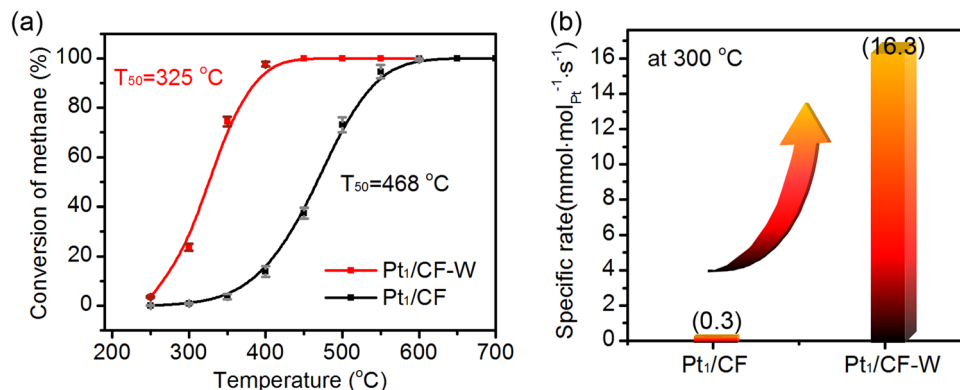 (a)
Conversion of methane (%)
100
80
60
40
20
0
T₅₀=325 °C
T₅₀=468 °C
Pt₁/CF-W
Pt₁/CF
200 300 400 500 600 700
Temperature (°C)
(b)
Specific rate(mmol·mol_Pt⁻¹·s⁻¹)
16
14
12
10
8
6
4
2
0
at 300 °C
(16.3)
(0.3)
Pt₁/CF Pt₁/CF-W